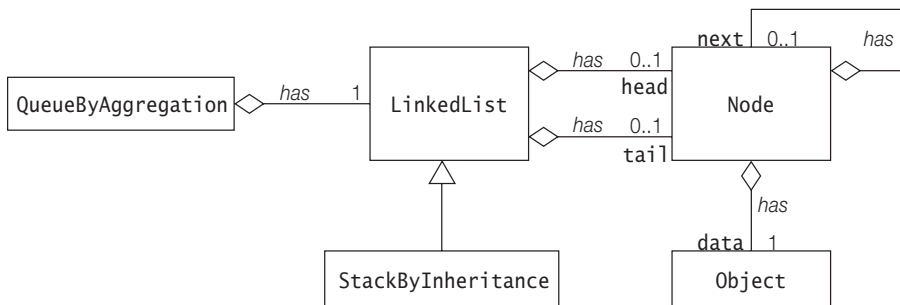 next 0..1
has
has 0..1
head
QueueByAggregation
has 1
LinkedList
Node
has 0..1
tail
has
data 1
StackByInheritance
Object